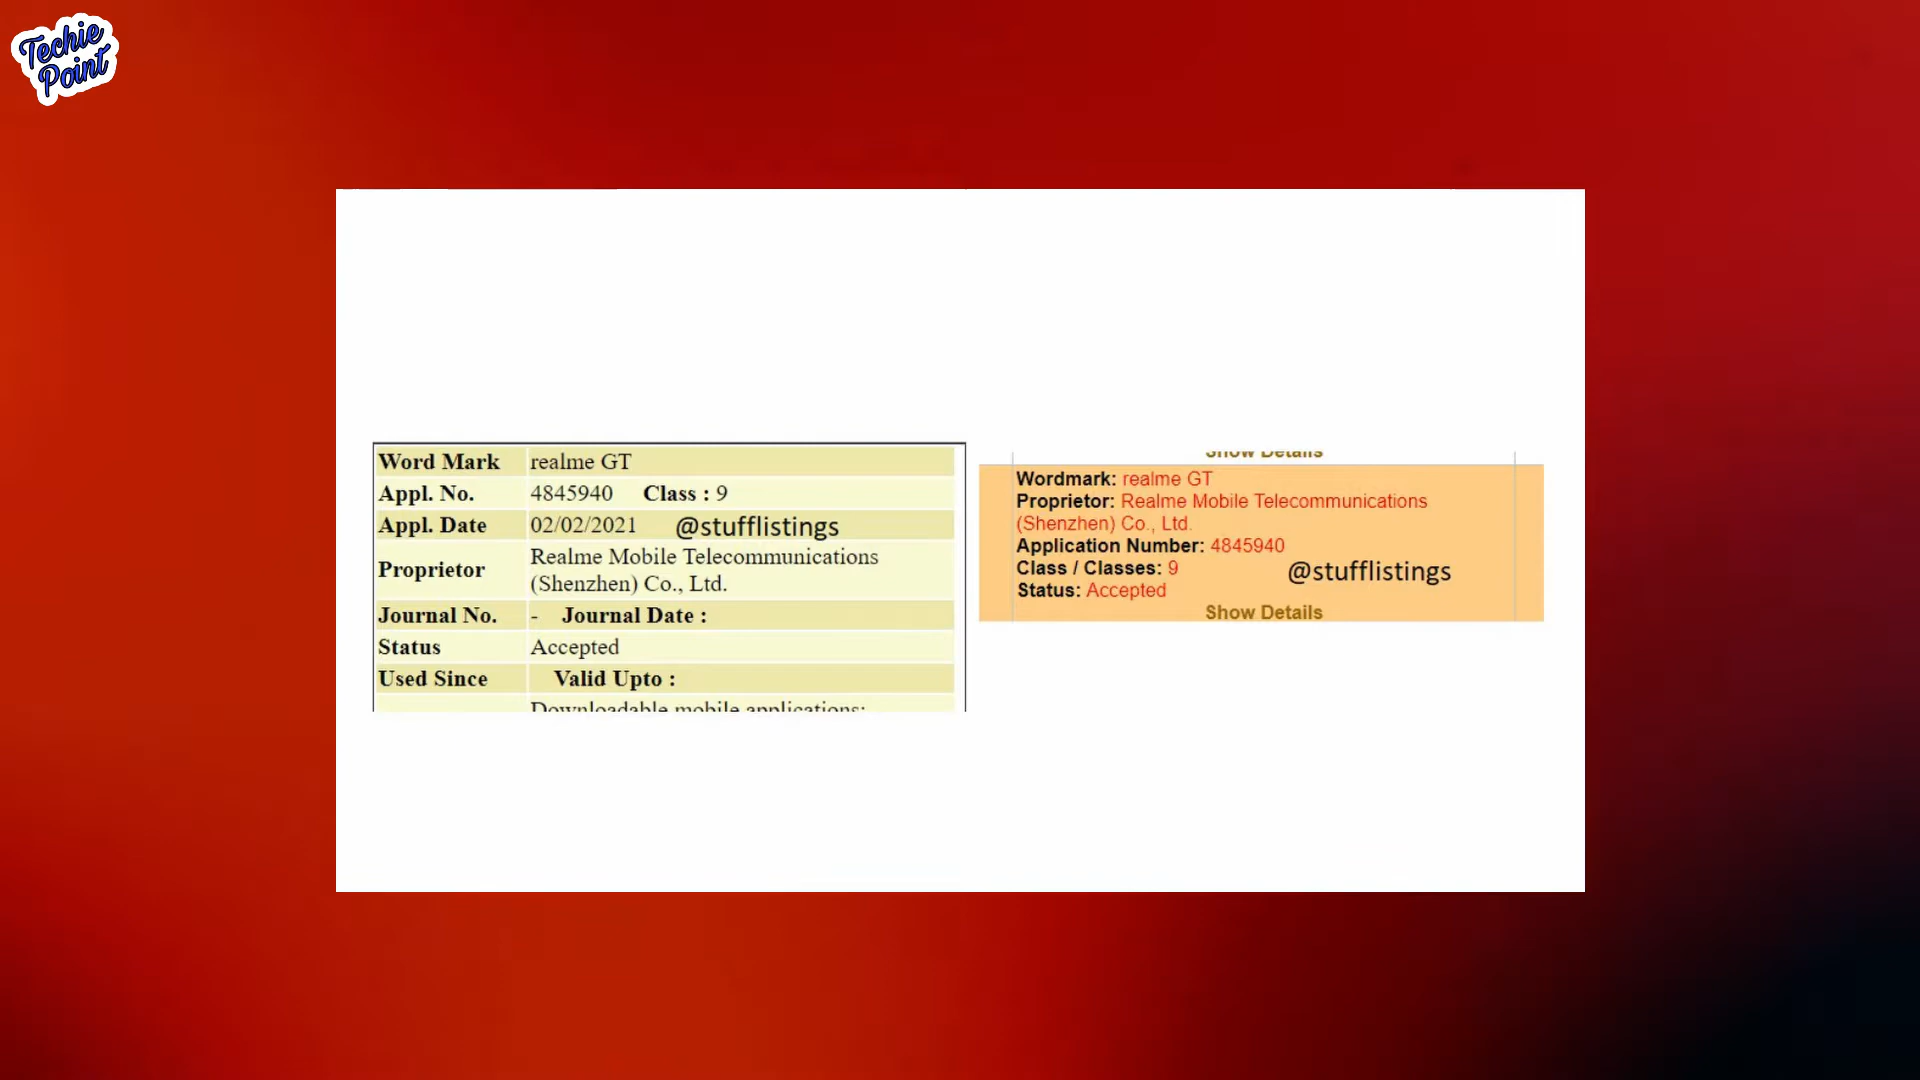 Techie
Point
Word Mark realme GT
Appl. No. 4845940 Class : 9
Appl. Date 02/02/2021 @stufflistings
Proprietor Realme Mobile Telecommunications
(Shenzhen) Co., Ltd.
Journal No. - Journal Date :
Status Accepted
Used Since Valid Upto :
Downloadable mobile applications;
Show Details
Wordmark: realme GT
Proprietor: Realme Mobile Telecommunications
(Shenzhen) Co., Ltd.
Application Number: 4845940
Class / Classes: 9
@stufflistings
Status: Accepted
Show Details